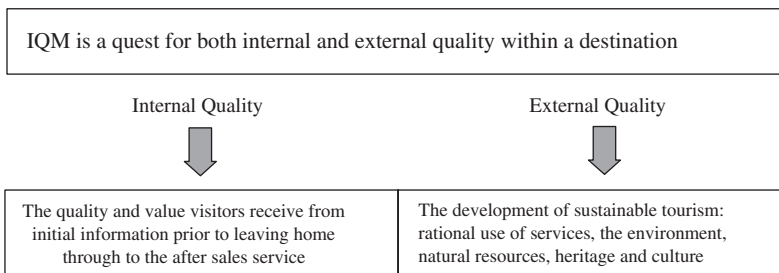 IQM is a quest for both internal and external quality within a destination
Internal Quality
External Quality
The quality and value visitors receive from
initial information prior to leaving home
through to the after sales service
The development of sustainable tourism:
rational use of services, the environment,
natural resources, heritage and culture